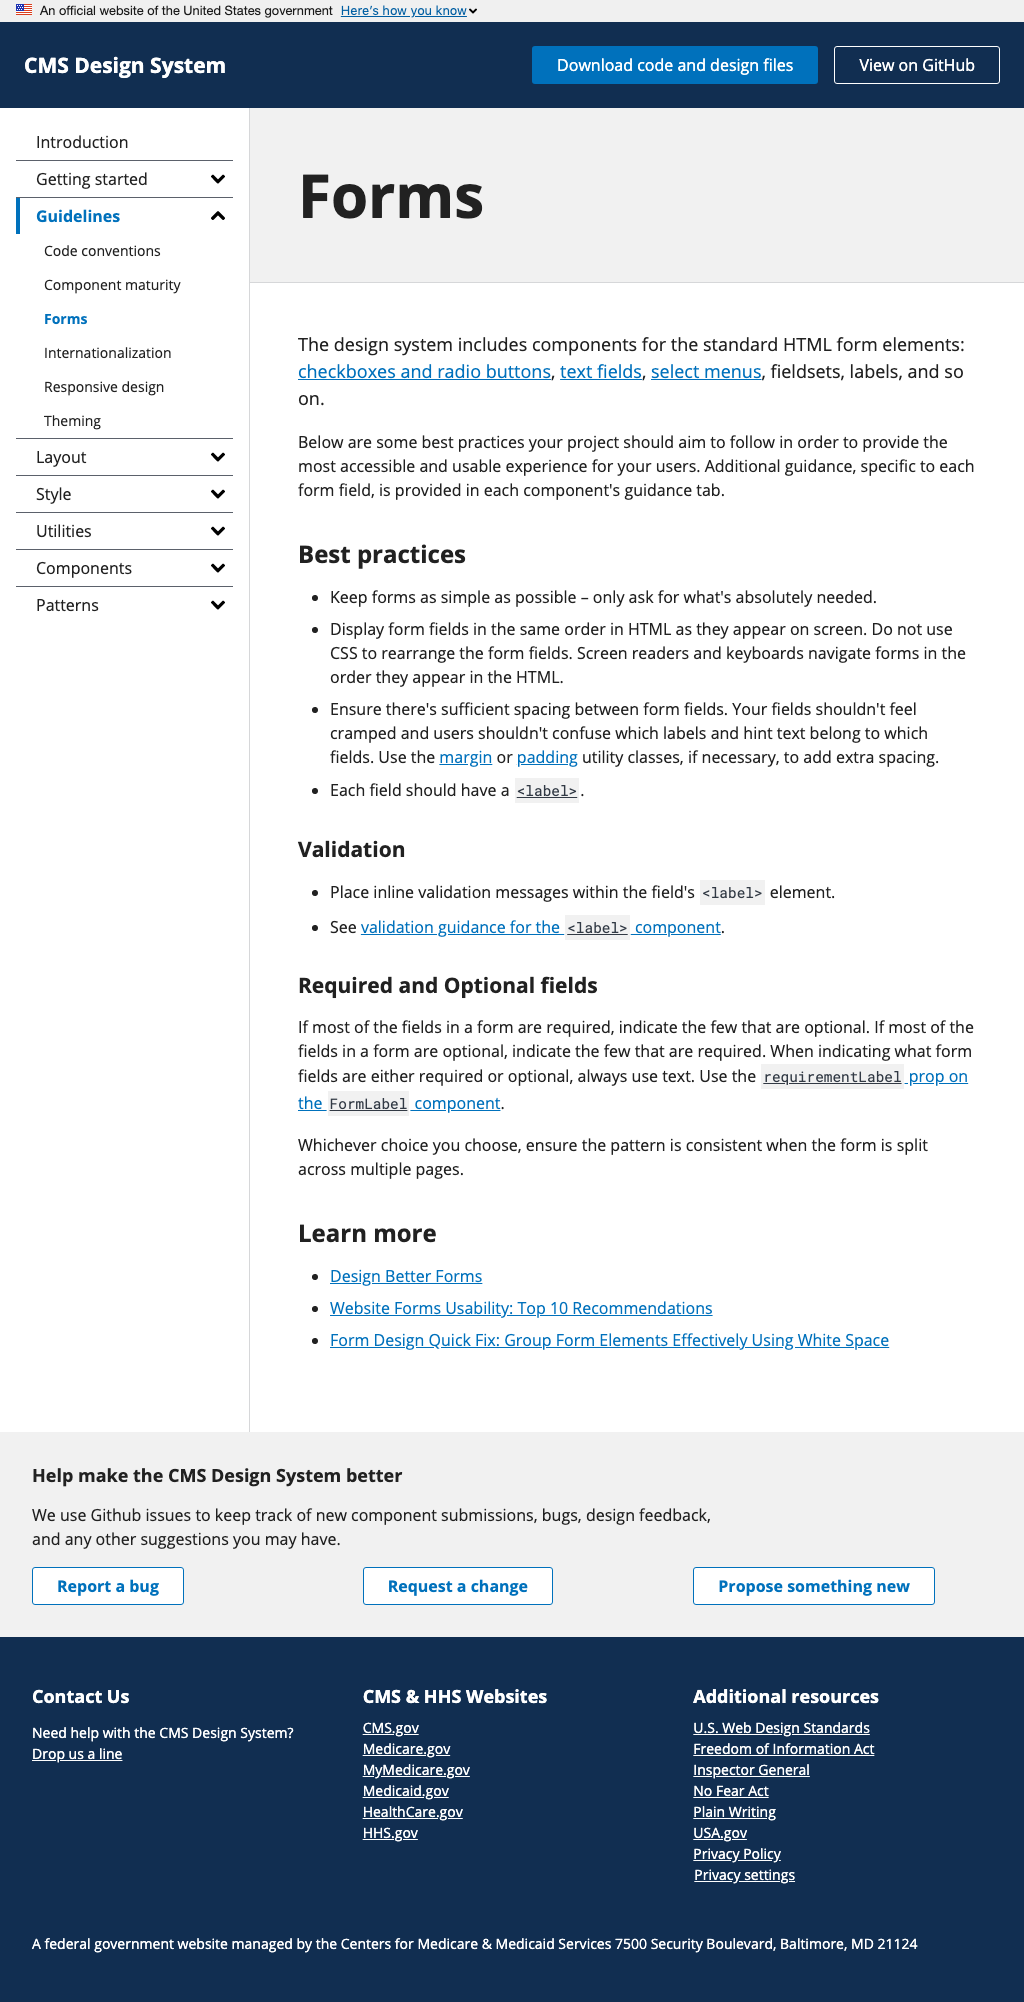 An official website of the United States government Here's how you know
CMS Design System
Download code and design files
View on GitHub
Introduction
Getting started
Guidelines
Code conventions
Component maturity
Forms
Internationalization
Responsive design
Theming
Layout
Style
Utilities
Components
Patterns
Forms
The design system includes components for the standard HTML form elements:
checkboxes and radio buttons, text fields, select menus, fieldsets, labels, and so
on.
Below are some best practices your project should aim to follow in order to provide the
most accessible and usable experience for your users. Additional guidance, specific to each
form field, is provided in each component's guidance tab.
Best practices
• Keep forms as simple as possible – only ask for what's absolutely needed.
• Display form fields in the same order in HTML as they appear on screen. Do not use
CSS to rearrange the form fields. Screen readers and keyboards navigate forms in the
order they appear in the HTML.
• Ensure there's sufficient spacing between form fields. Your fields shouldn't feel
cramped and users shouldn't confuse which labels and hint text belong to which
fields. Use the margin or padding utility classes, if necessary, to add extra spacing.
• Each field should have a <label>.
Validation
• Place inline validation messages within the field's <label> element.
• See validation guidance for the <label> component.
Required and Optional fields
If most of the fields in a form are required, indicate the few that are optional. If most of the
fields in a form are optional, indicate the few that are required. When indicating what form
fields are either required or optional, always use text. Use the requirementLabel prop on
the FormLabel component.
Whichever choice you choose, ensure the pattern is consistent when the form is split
across multiple pages.
Learn more
• Design Better Forms
• Website Forms Usability: Top 10 Recommendations
• Form Design Quick Fix: Group Form Elements Effectively Using White Space
Help make the CMS Design System better
We use Github issues to keep track of new component submissions, bugs, design feedback,
and any other suggestions you may have.
Report a bug
Request a change
Propose something new
Contact Us
Need help with the CMS Design System?
Drop us a line
CMS & HHS Websites
CMS.gov
Medicare.gov
MyMedicare.gov
Medicaid.gov
HealthCare.gov
HHS.gov
Additional resources
U.S. Web Design Standards
Freedom of Information Act
Inspector General
No Fear Act
Plain Writing
USA.gov
Privacy Policy
Privacy settings
A federal government website managed by the Centers for Medicare & Medicaid Services 7500 Security Boulevard, Baltimore, MD 21124